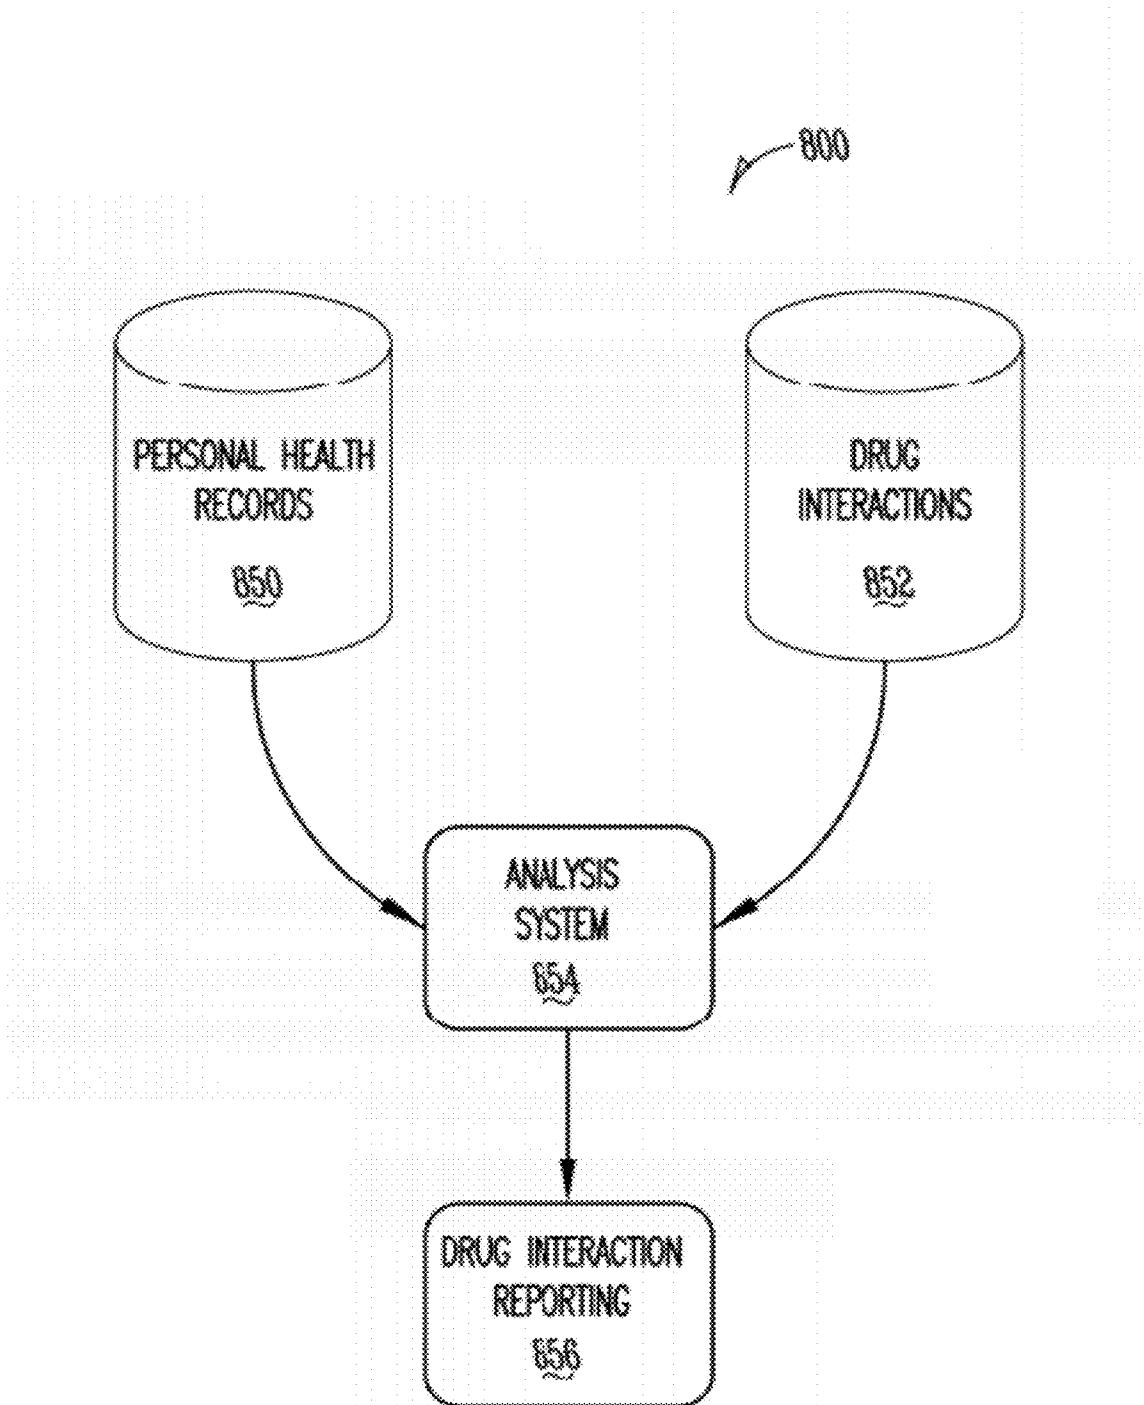 800
PERSONAL HEALTH
RECORDS
850
DRUG
INTERACTIONS
852
ANALYSIS
SYSTEM
854
DRUG INTERACTION
REPORTING
856